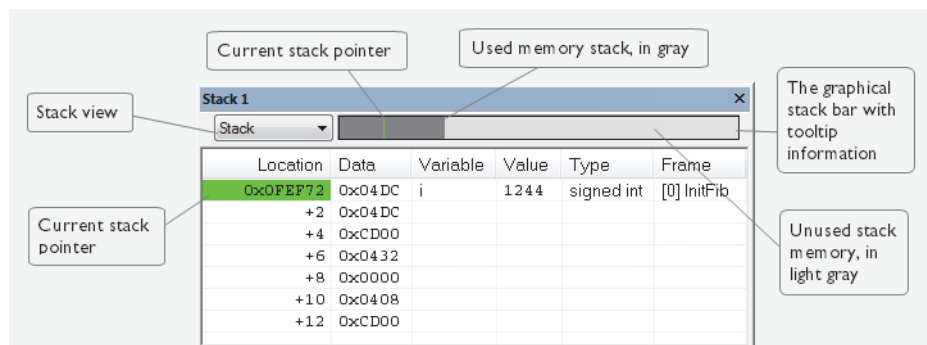 Current stack pointer
Used memory stack, in gray
The graphical
stack bar with
tooltip
information
Stack view
Stack 1
Stack
Location Data Variable Value Type Frame
0x0FEF72 0x04DC i 1244 signed int [0] InitFib
+2 0x04DC
+4 0xCD00
+6 0x0432
+8 0x0000
+10 0x0408
+12 0xCD00
Current stack
pointer
Unused stack
memory, in
light gray